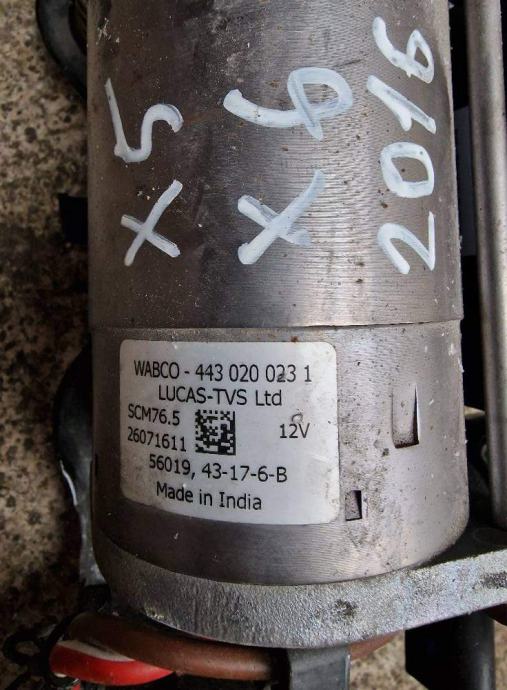 X5
X6
2016
WABCO - 443 020 023 1
LUCAS-TVS Ltd
SCM76.5
12V
26071611
56019, 43-17-6-B
Made in India